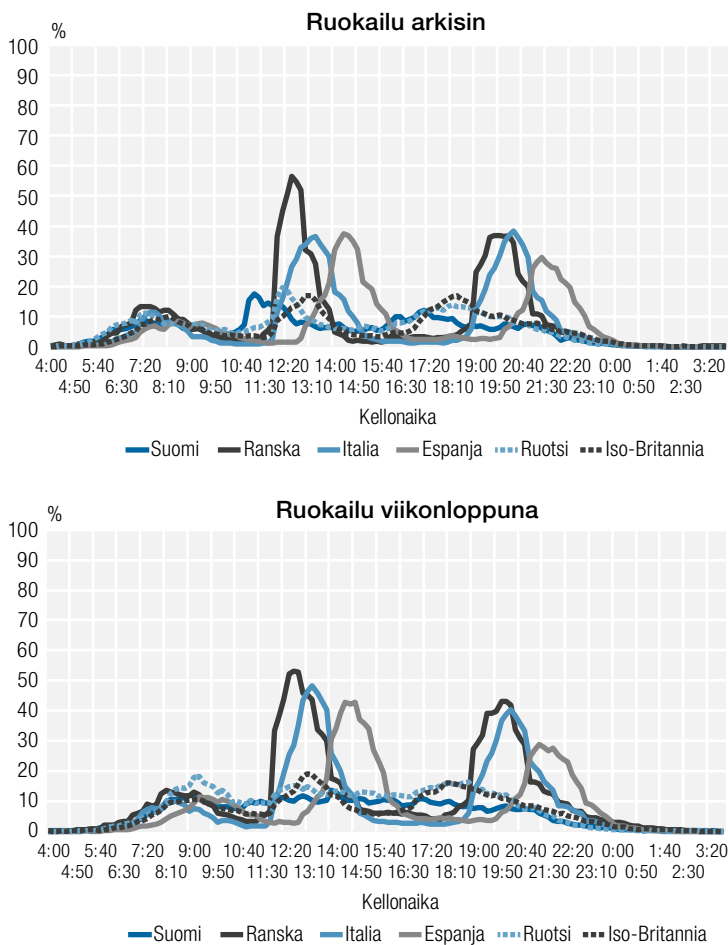 Ruokailu arkisin
%
100
90
80
70
60
50
40
30
20
10
0
4:00 5:40 7:20 9:00 10:40 12:20 14:00 15:40 17:20 19:00 20:40 22:20 0:00 1:40 3:20
4:50 6:30 8:10 9:50 11:30 13:10 14:50 16:30 18:10 19:50 21:30 23:10 0:50 2:30
Kellonaika
Suomi Ranska Italia Espanja Ruotsi Iso-Britannia
Ruokailu viikonloppuna
%
100
90
80
70
60
50
40
30
20
10
0
4:00 5:40 7:20 9:00 10:40 12:20 14:00 15:40 17:20 19:00 20:40 22:20 0:00 1:40 3:20
4:50 6:30 8:10 9:50 11:30 13:10 14:50 16:30 18:10 19:50 21:30 23:10 0:50 2:30
Kellonaika
Suomi Ranska Italia Espanja Ruotsi Iso-Britannia